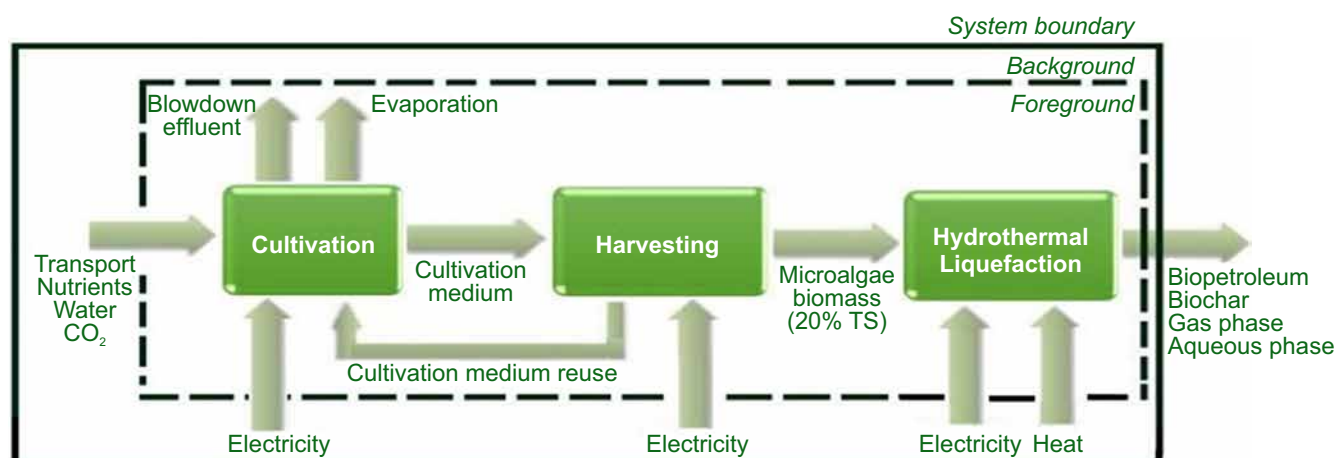 System boundary
Background
Foreground
Blowdown
effluent
Evaporation
Cultivation
Harvesting
Hydrothermal
Liquefaction
Transport
Nutrients
Water
CO₂
Cultivation
medium
Microalgae
biomass
(20% TS)
Biopetroleum
Biochar
Gas phase
Aqueous phase
Cultivation medium reuse
Electricity
Electricity
Electricity
Heat